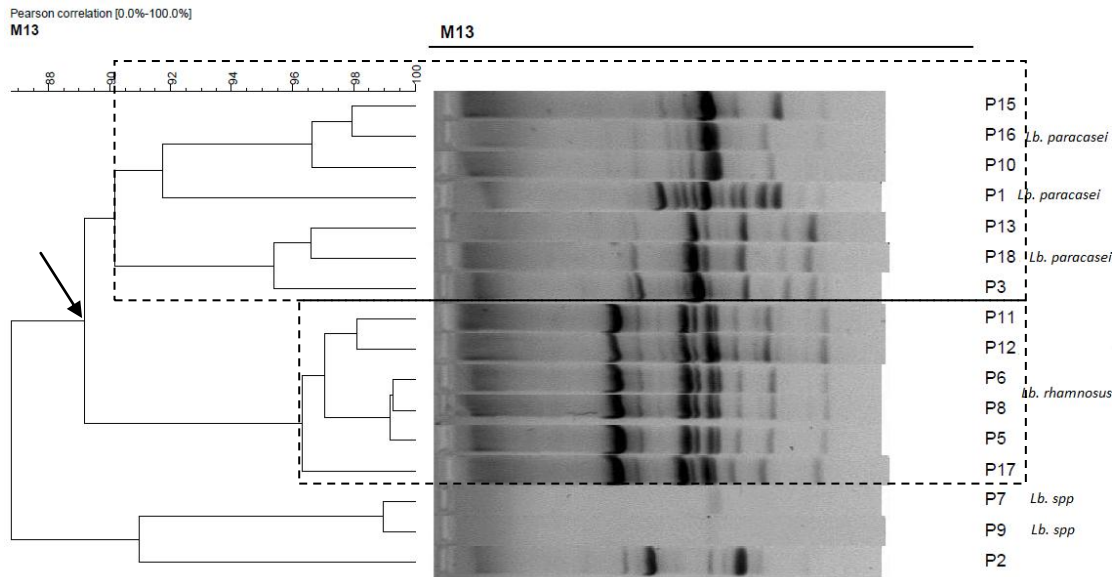 Pearson correlation [0.0%-100.0%]
M13
M13
88 90 92 94 96 98 100
P15
P16 Lb. paracasei
P10
P1 Lb. paracasei
P13
P18 Lb. paracasei
P3
P11
P12
P6
Lb. rhamnosus
P8
P5
P17
P7 Lb. spp
P9 Lb. spp
P2